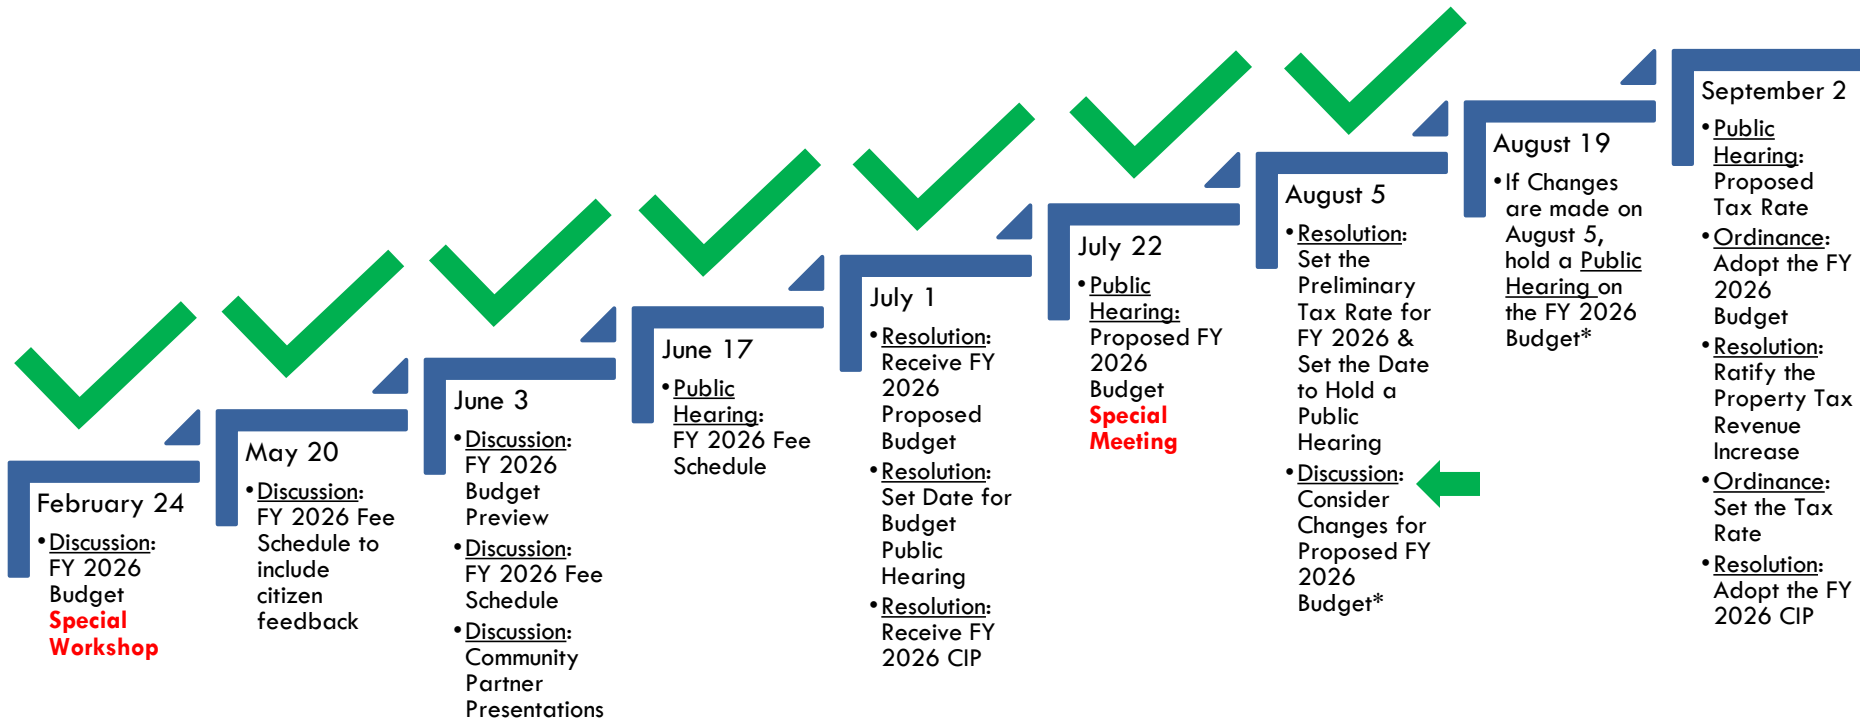 February 24
•Discussion:
FY 2026
Budget
Special
Workshop
May 20
•Discussion:
FY 2026 Fee
Schedule to
include
citizen
feedback
June 3
•Discussion:
FY 2026
Budget
Preview
•Discussion:
FY 2026 Fee
Schedule
•Discussion:
Community
Partner
Presentations
June 17
•Public
Hearing:
FY 2026 Fee
Schedule
July 1
•Resolution:
Receive FY
2026
Proposed
Budget
•Resolution:
Set Date for
Budget
Public
Hearing
•Resolution:
Receive FY
2026 CIP
July 22
•Public
Hearing:
Proposed FY
2026
Budget
Special
Meeting
August 5
•Resolution:
Set the
Preliminary
Tax Rate for
FY 2026 &
Set the Date
to Hold a
Public
Hearing
•Discussion:
Consider
Changes for
Proposed FY
2026
Budget*
August 19
•If Changes
are made on
August 5,
hold a Public
Hearing on
the FY 2026
Budget*
September 2
•Public
Hearing:
Proposed
Tax Rate
•Ordinance:
Adopt the FY
2026
Budget
•Resolution:
Ratify the
Property Tax
Revenue
Increase
•Ordinance:
Set the Tax
Rate
•Resolution:
Adopt the FY
2026 CIP